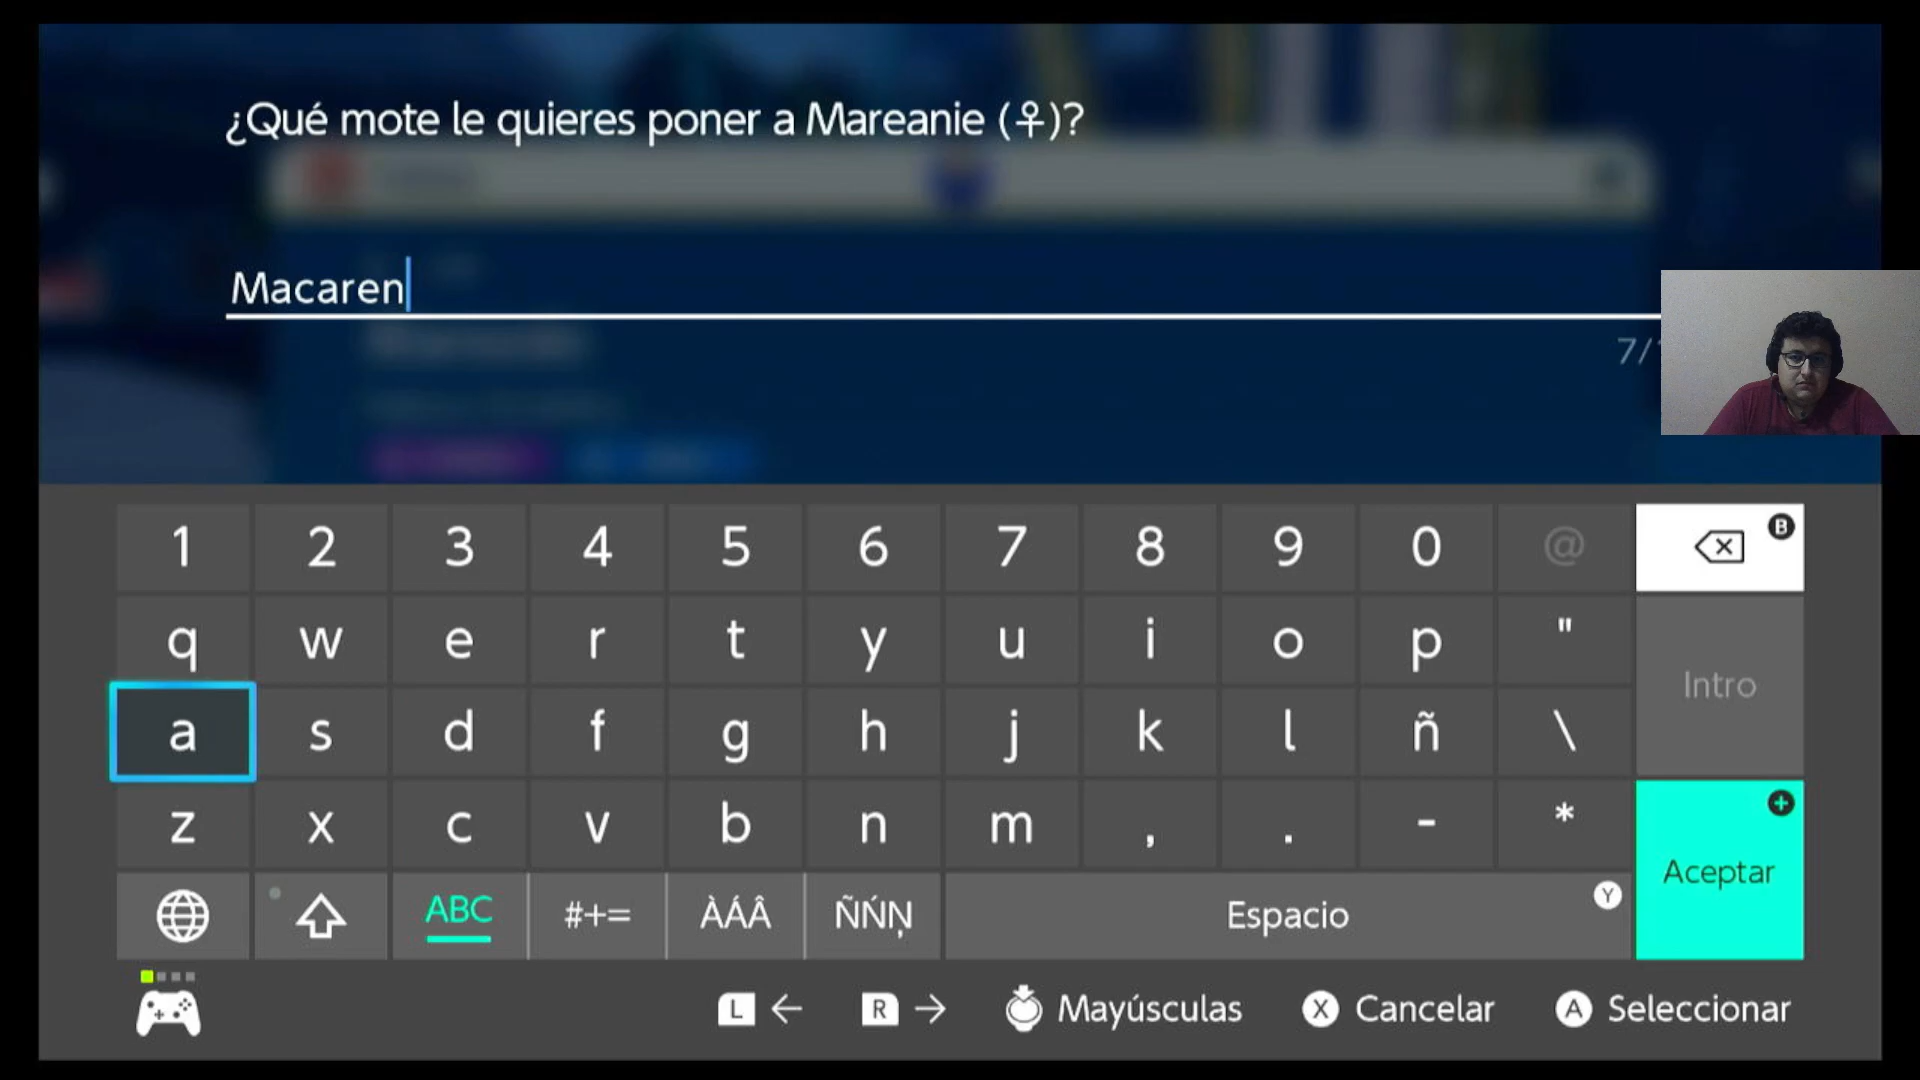 ¿Qué mote le quieres poner a Mareanie (♀)?
Macaren
7/
1 2 3 4 5 6 7 8 9 0 @ B
q w e r t y u i o p "
Intro
a s d f g h j k l ñ \
z x c v b n m , . - * +
Aceptar
ABC #+= ÀÁÂ ÑŃŅ Espacio Y
L ← R → Mayúsculas X Cancelar A Seleccionar